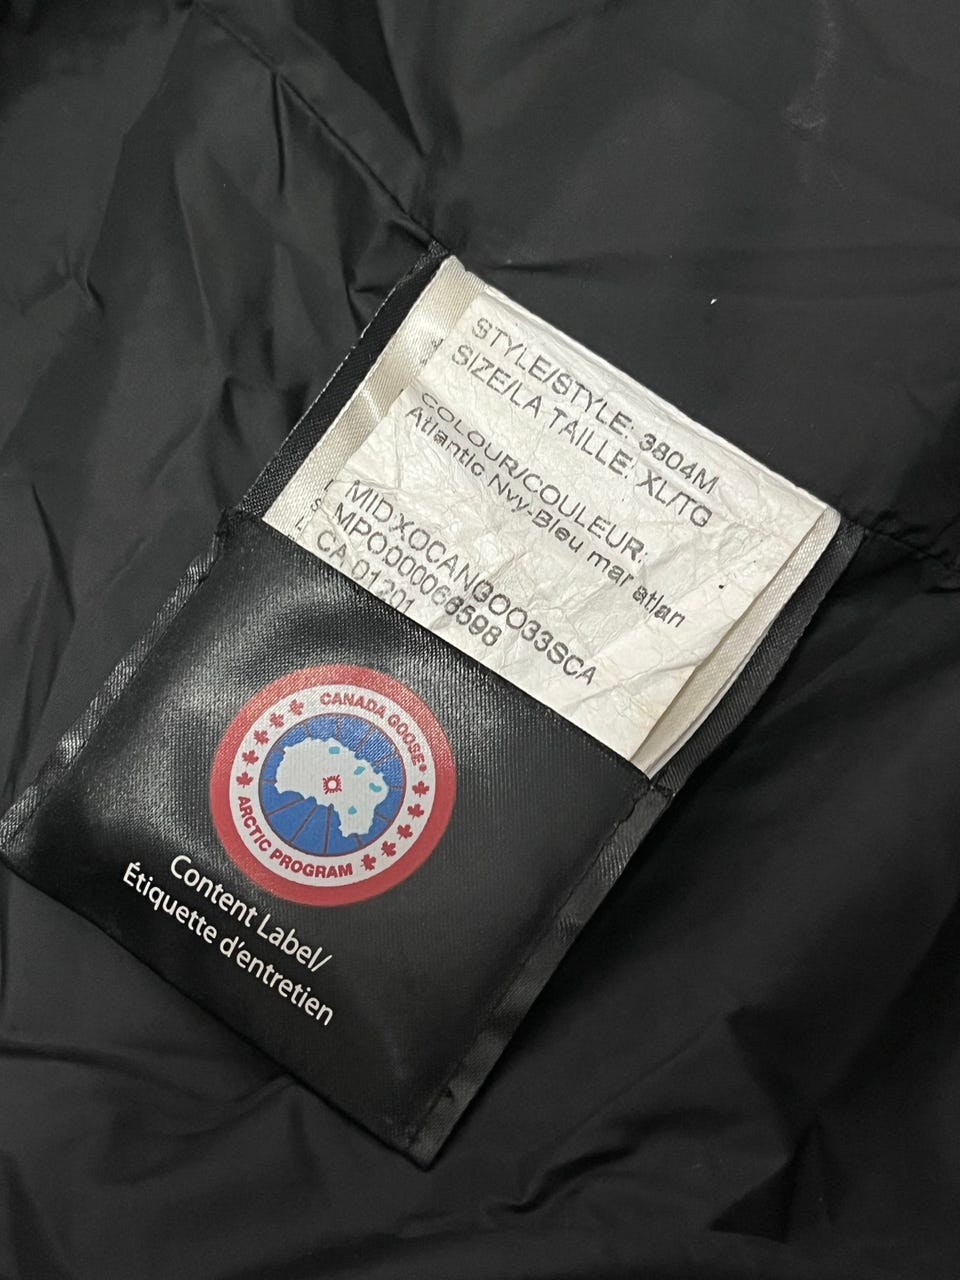 STYLE/STYLE: 3804M
SIZE/LA TAILLE: XL/TG
COLOUR/COULEUR:
Atlantic Nvy-Bleu mar atlan
MID:XOCANGOO33SCA
MPO000068598
CA 01201
CANADA GOOSE®
ARCTIC PROGRAM
Content Label/
Étiquette d'entretien